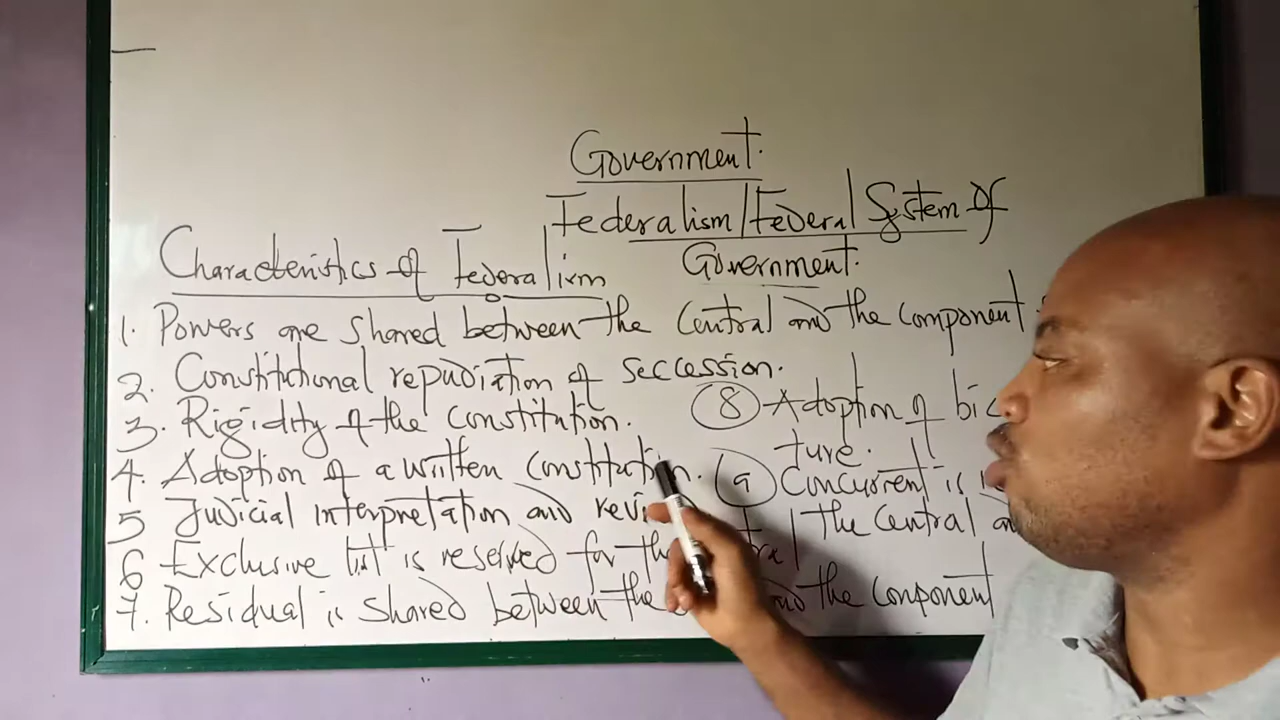 Government.
Federalism/Federal System Of
Government.
Characteristics of Federalism
1. Powers are shared between the Central and the component
2. Constitutional repudiation of seccession.
3. Rigidity of the constitution.
4. Adoption of a written constitution.
5 Judicial interpretation and
6 Exclusive list is reserved for the
7. Residual is shared between the and the component
8 Adoption of
ture.
9 Concurrent is
the Central